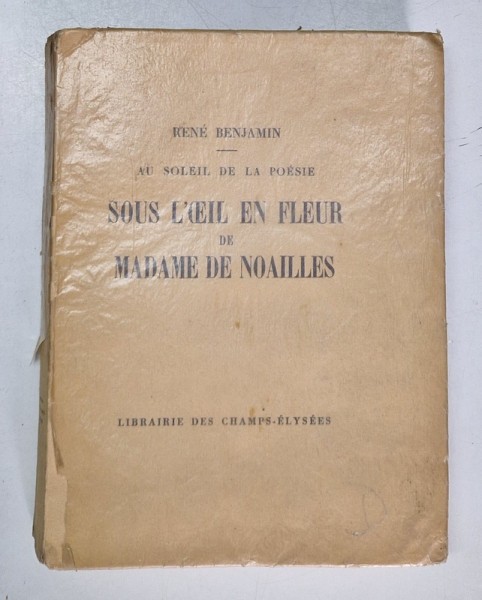 RENÉ BENJAMIN
AU SOLEIL DE LA POÉSIE
SOUS L'ŒIL EN FLEUR
DE
MADAME DE NOAILLES
LIBRAIRIE DES CHAMPS-ÉLYSÉES